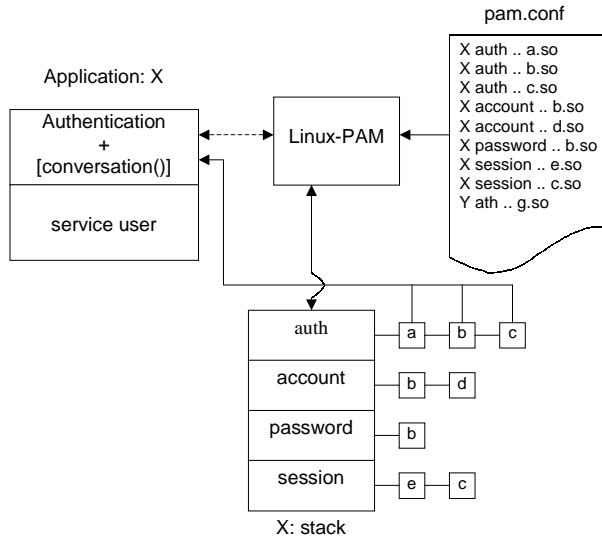 pam.conf
X auth .. a.so
X auth .. b.so
X auth .. c.so
X account .. b.so
X account .. d.so
X password .. b.so
X session .. e.so
X session .. c.so
Y ath .. g.so
Application: X
Authentication
+
[conversation()]
service user
Linux-PAM
auth
a
b
c
account
b
d
password
b
session
e
c
X: stack